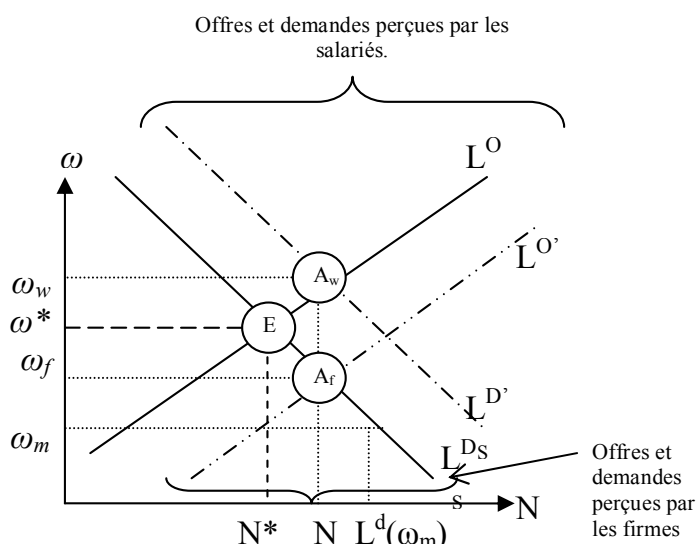 Offres et demandes perçues par les
salariés.
ω
L^O
L^O'
A_w
ω_w
ω*
E
ω_f
A_f
L^D'
ω_m
L^D_S
S
Offres et
demandes
perçues par
les firmes
N
N* N L^d(ω_m)